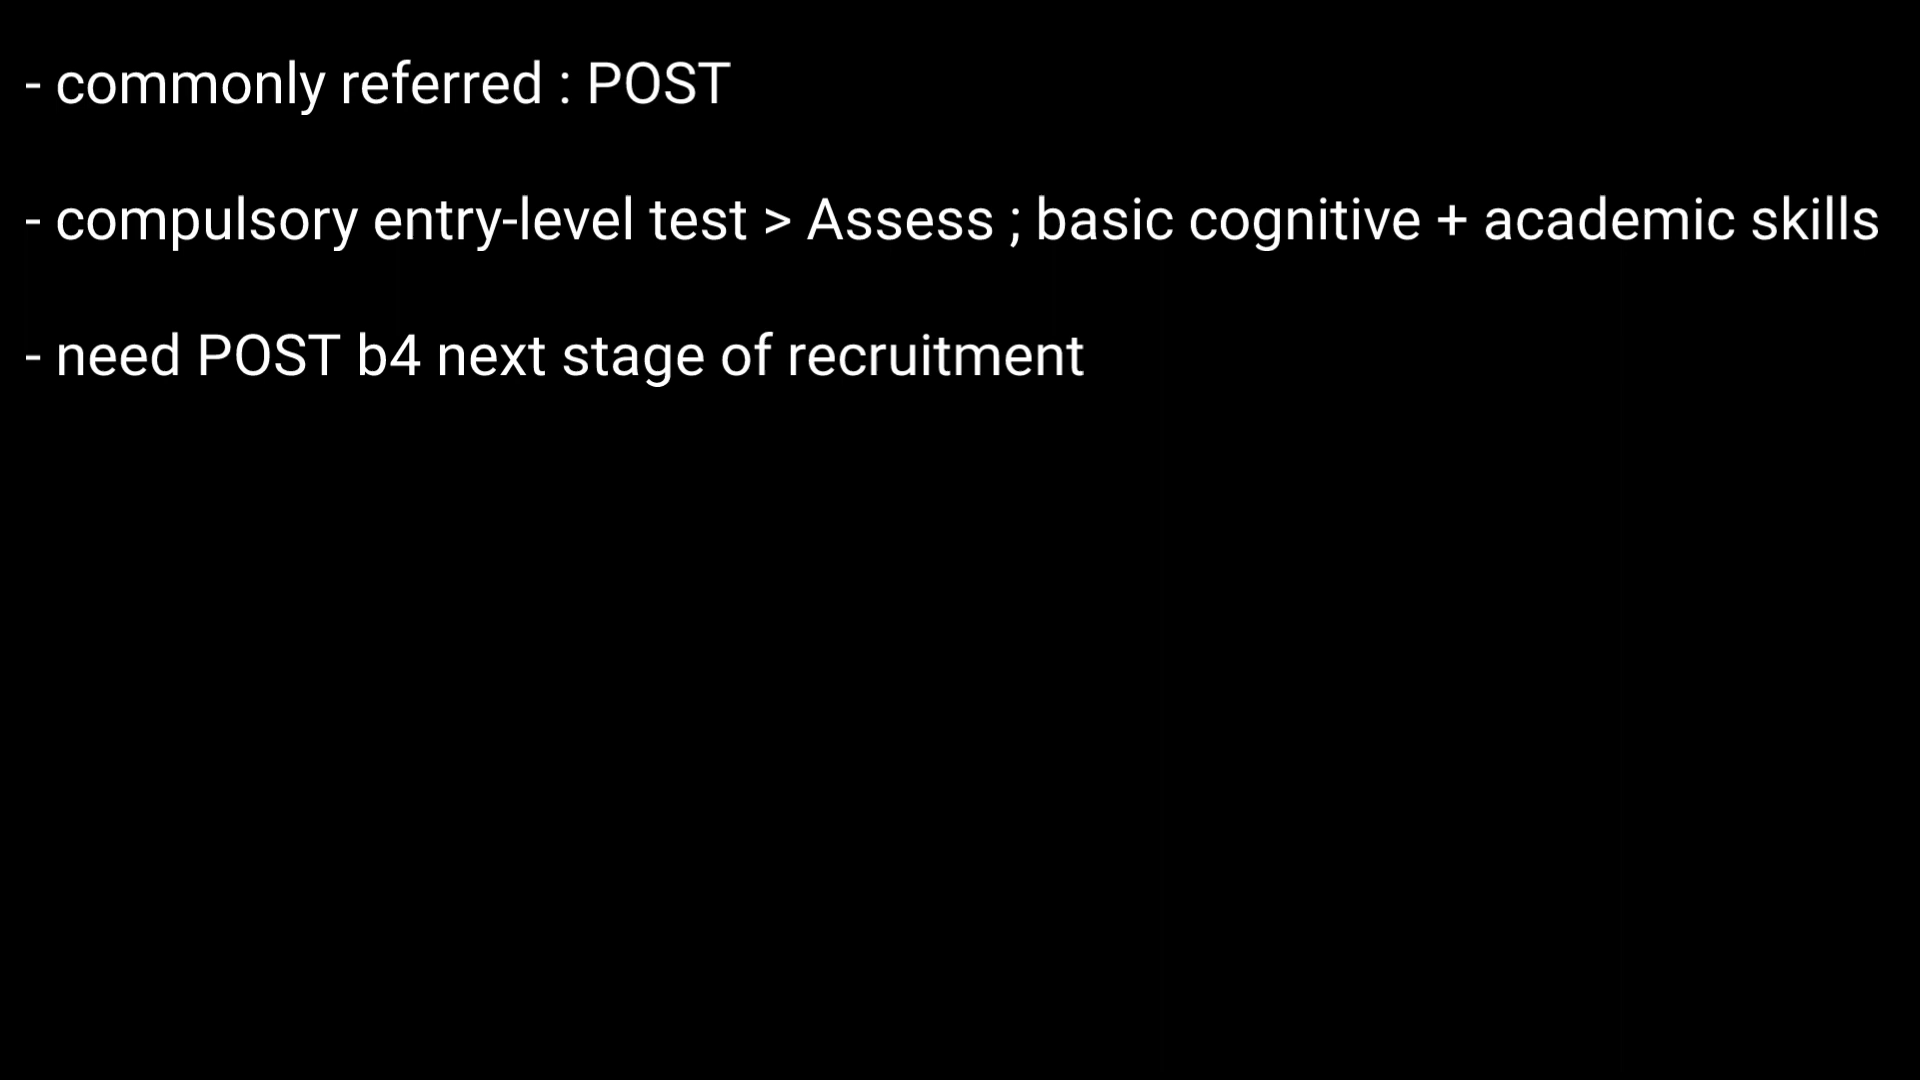 - commonly referred : POST
- compulsory entry-level test > Assess ; basic cognitive + academic skills
- need POST b4 next stage of recruitment